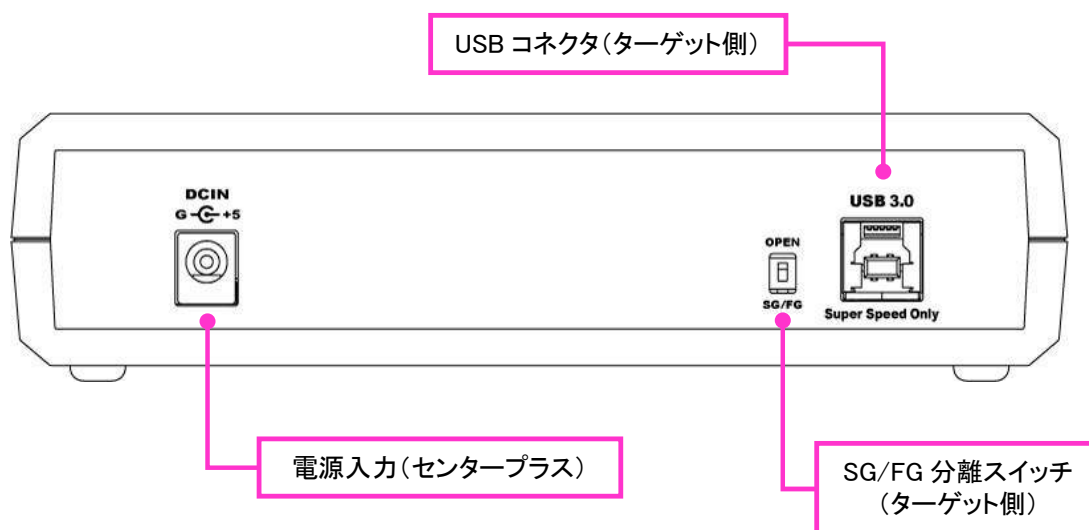 USB コネクタ(ターゲット側)
DCIN
G +5
USB 3.0
OPEN
SG/FG
Super Speed Only
電源入力(センタープラス)
SG/FG 分離スイッチ
(ターゲット側)